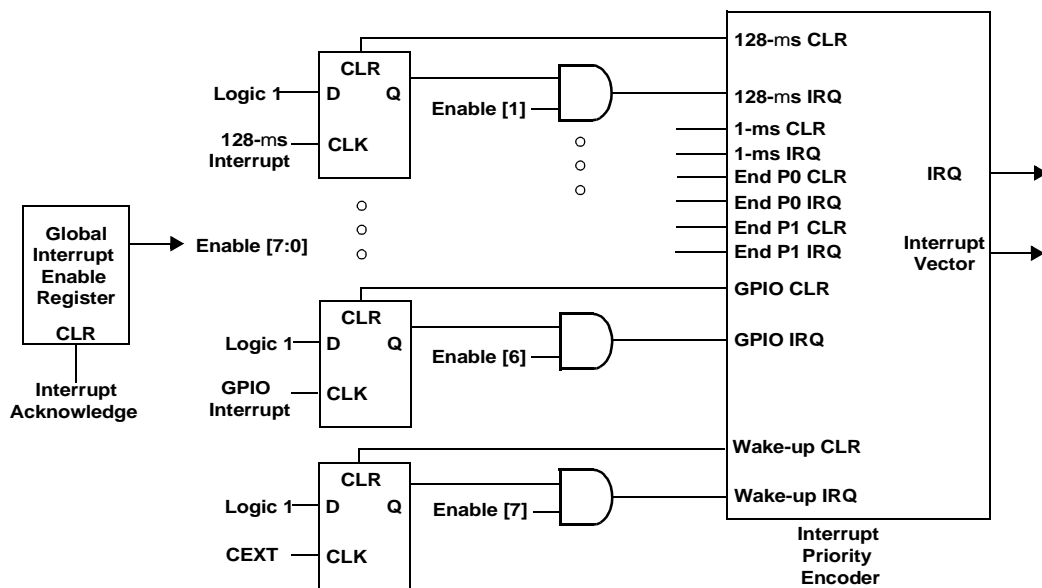 128-ms CLR
CLR
D Q
Logic 1
CLK
128-ms
Interrupt
Enable [1]
128-ms IRQ
1-ms CLR
1-ms IRQ
End P0 CLR
End P0 IRQ
End P1 CLR
End P1 IRQ
IRQ
Interrupt
Vector
Global
Interrupt
Enable
Register
CLR
Interrupt
Acknowledge
Enable [7:0]
GPIO CLR
CLR
D Q
Logic 1
CLK
GPIO
Interrupt
Enable [6]
GPIO IRQ
Wake-up CLR
CLR
D Q
Logic 1
CLK
CEXT
Enable [7]
Wake-up IRQ
Interrupt
Priority
Encoder